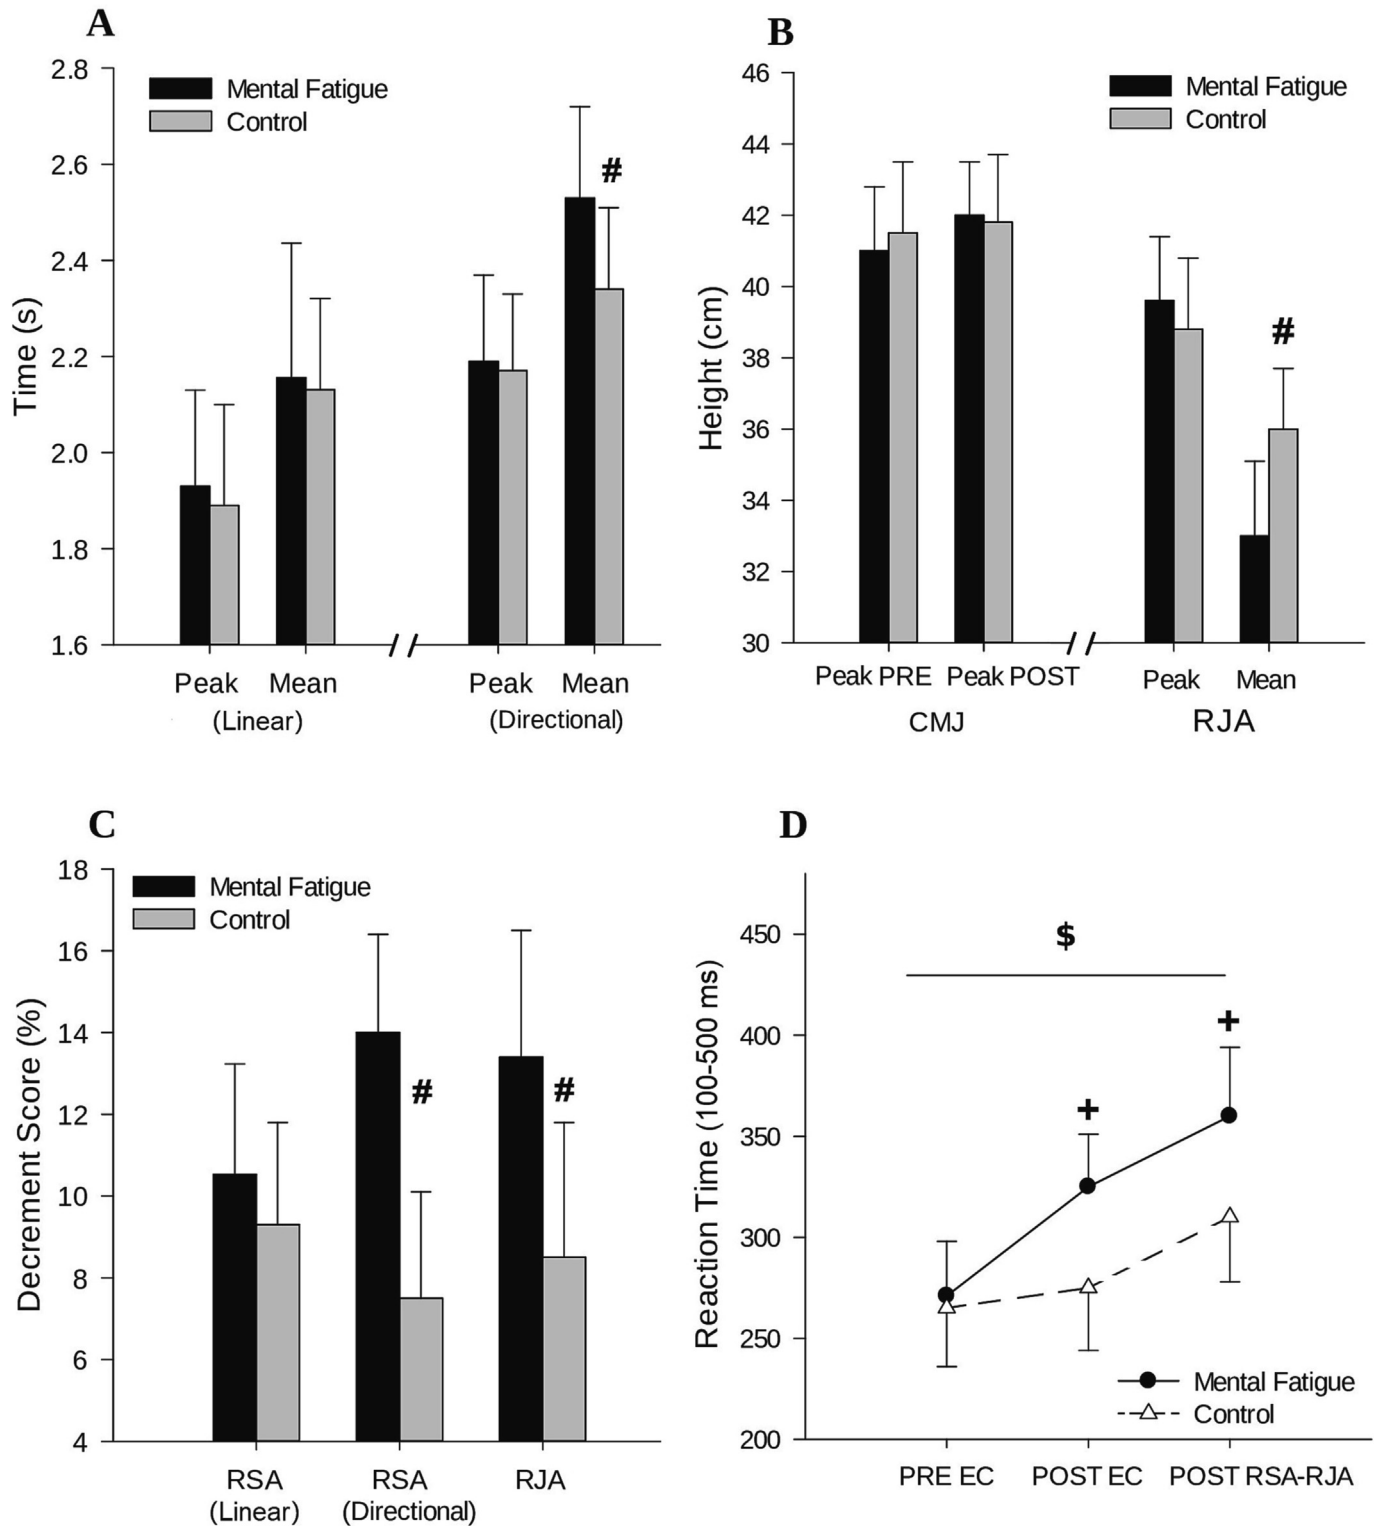 A
2.8
2.6
2.4
2.2
2.0
1.8
1.6
Time (s)
Mental Fatigue
Control
#
Peak Mean Peak Mean
(Linear) (Directional)
B
46
44
42
40
38
36
34
32
30
Height (cm)
Mental Fatigue
Control
#
Peak PRE Peak POST Peak Mean
CMJ RJA
C
18
16
14
12
10
8
6
4
Decrement Score (%)
Mental Fatigue
Control
# #
RSA RSA RJA
(Linear) (Directional)
D
450
400
350
300
250
200
Reaction Time (100-500 ms)
$
+
+
Mental Fatigue
Control
PRE EC POST EC POST RSA-RJA